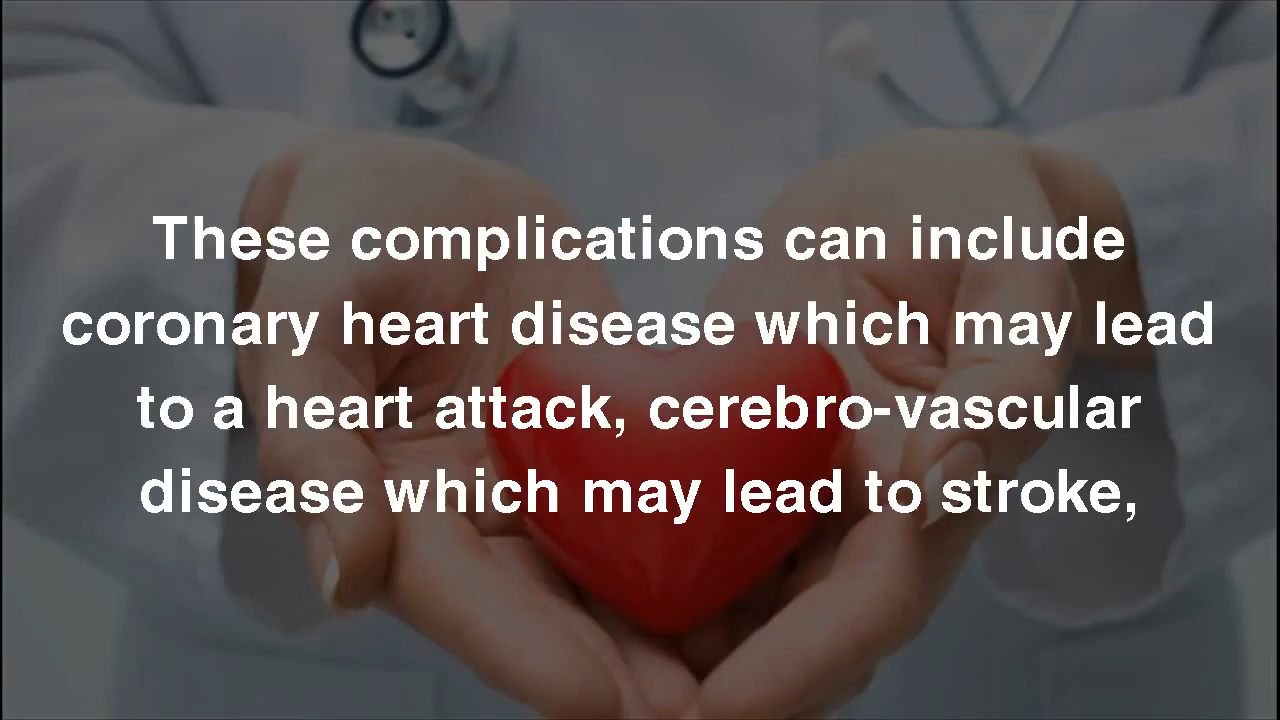 These complications can include
coronary heart disease which may lead
to a heart attack, cerebro-vascular
disease which may lead to stroke,